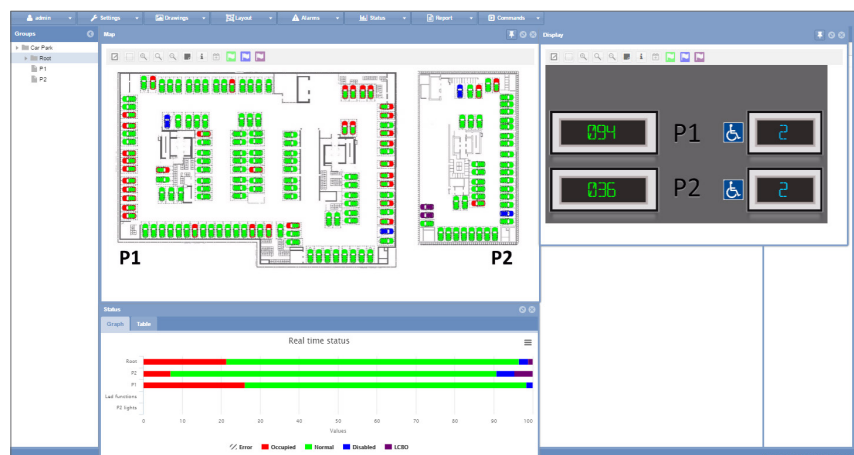 admin Settings Drawings Layout Alarms Status Report Commands
Groups
Car Park
Root
P1
P2
Map
P1 P2
Display
094 P1 2
036 P2 2
Status
Graph Table
Real time status
Root
P2
P1
Led functions
P2 lights
0 10 20 30 40 50 60 70 80 90 100
Values
Error Occupied Normal Disabled LCBO